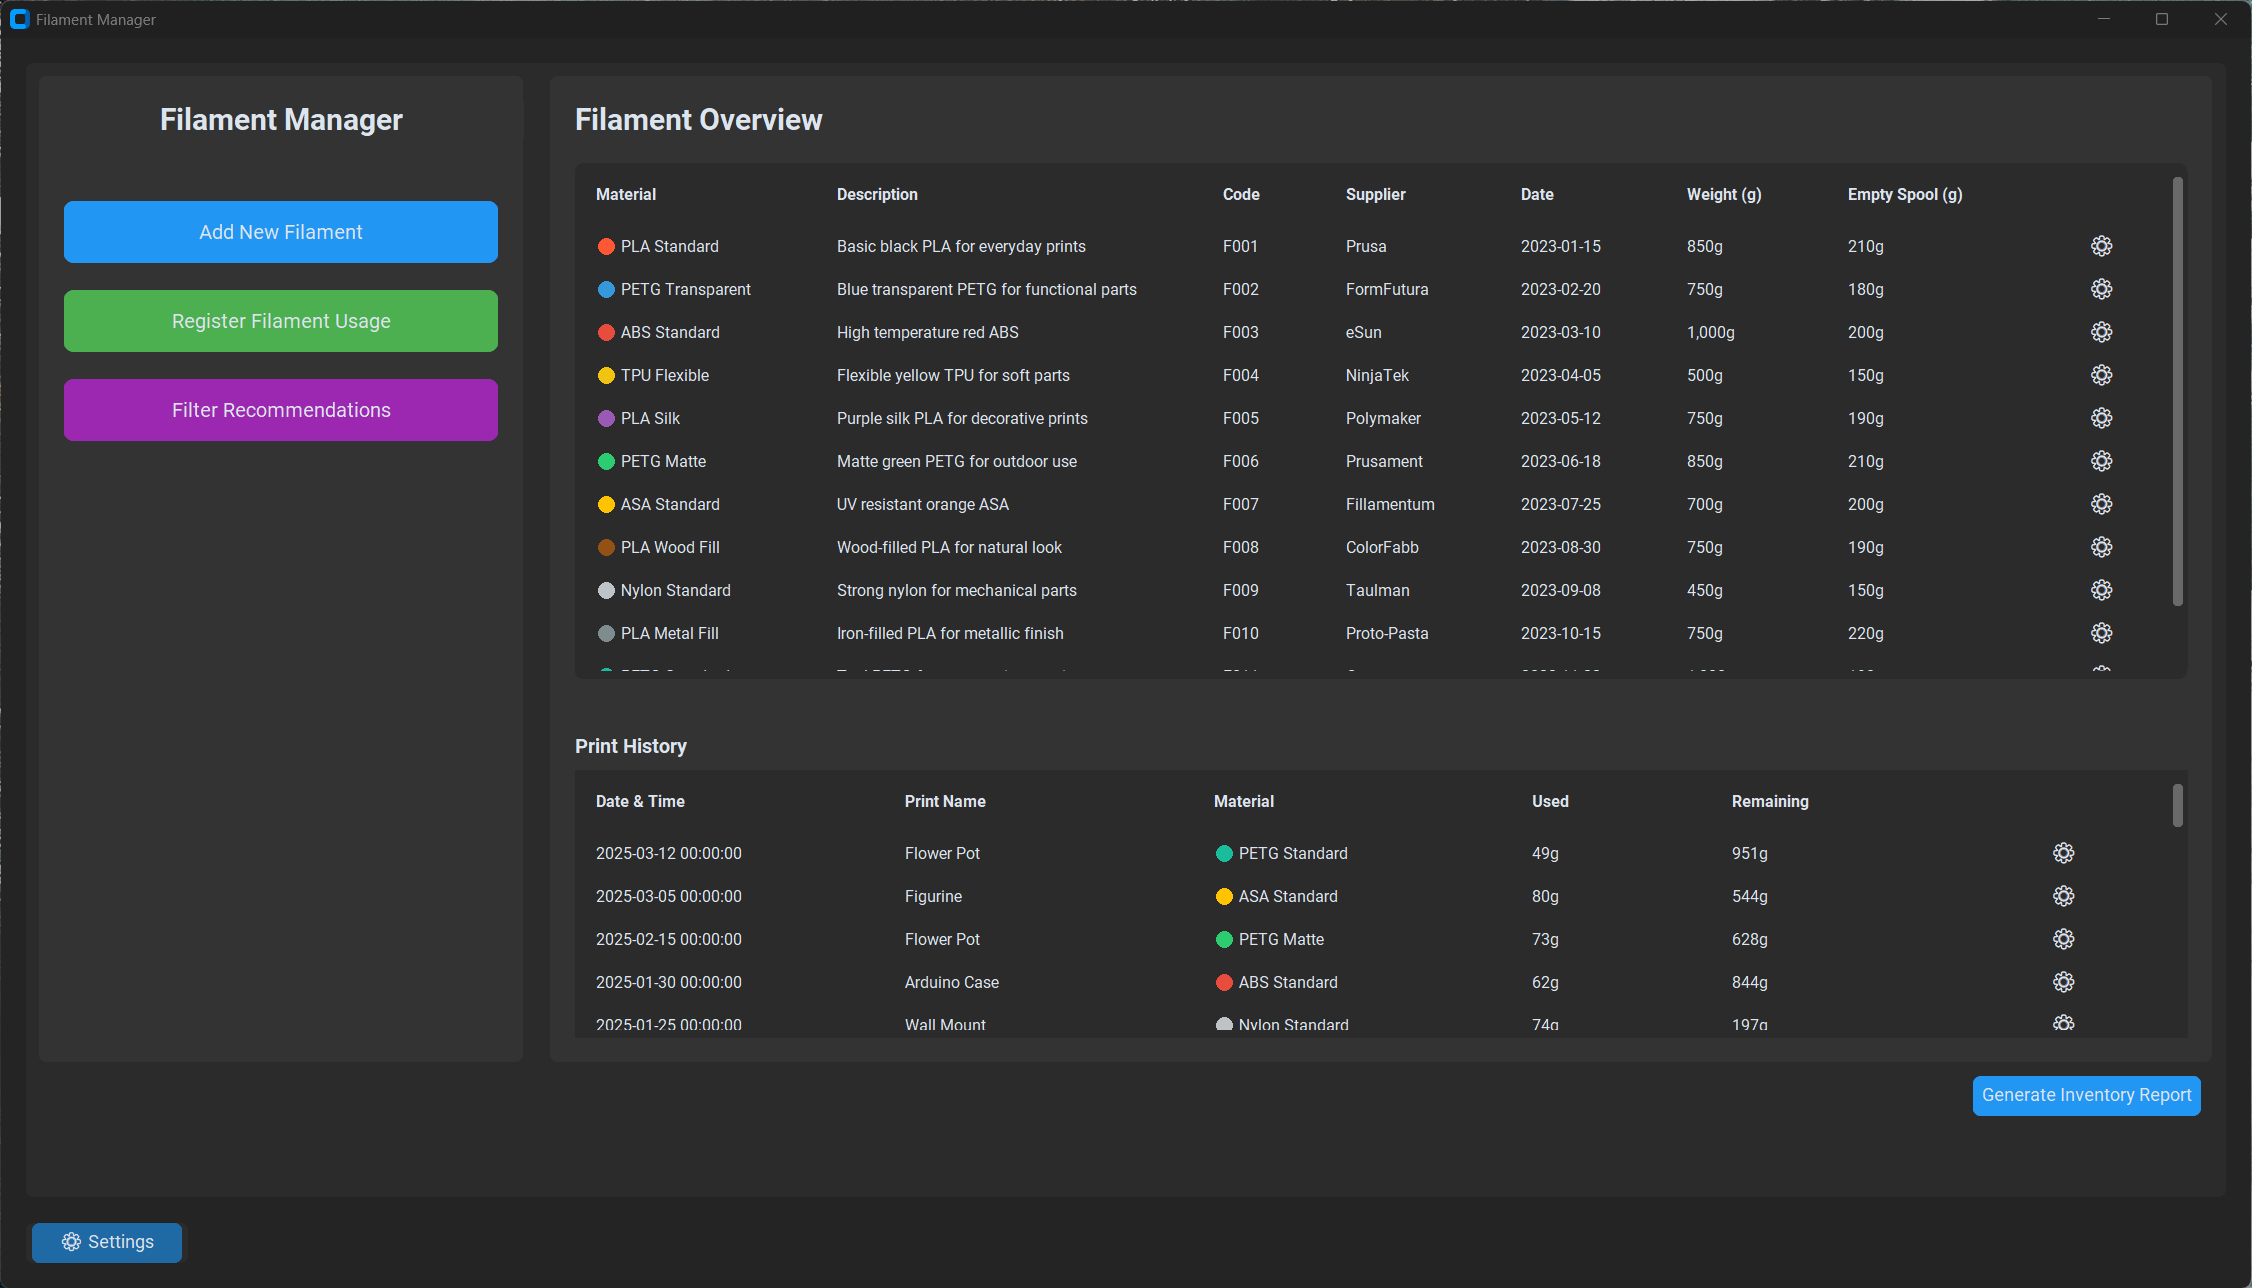 Filament Manager
Filament Manager
Add New Filament
Register Filament Usage
Filter Recommendations
Filament Overview
Material Description Code Supplier Date Weight (g) Empty Spool (g)
PLA Standard Basic black PLA for everyday prints F001 Prusa 2023-01-15 850g 210g
PETG Transparent Blue transparent PETG for functional parts F002 FormFutura 2023-02-20 750g 180g
ABS Standard High temperature red ABS F003 eSun 2023-03-10 1,000g 200g
TPU Flexible Flexible yellow TPU for soft parts F004 NinjaTek 2023-04-05 500g 150g
PLA Silk Purple silk PLA for decorative prints F005 Polymaker 2023-05-12 750g 190g
PETG Matte Matte green PETG for outdoor use F006 Prusament 2023-06-18 850g 210g
ASA Standard UV resistant orange ASA F007 Fillamentum 2023-07-25 700g 200g
PLA Wood Fill Wood-filled PLA for natural look F008 ColorFabb 2023-08-30 750g 190g
Nylon Standard Strong nylon for mechanical parts F009 Taulman 2023-09-08 450g 150g
PLA Metal Fill Iron-filled PLA for metallic finish F010 Proto-Pasta 2023-10-15 750g 220g
Print History
Date & Time Print Name Material Used Remaining
2025-03-12 00:00:00 Flower Pot PETG Standard 49g 951g
2025-03-05 00:00:00 Figurine ASA Standard 80g 544g
2025-02-15 00:00:00 Flower Pot PETG Matte 73g 628g
2025-01-30 00:00:00 Arduino Case ABS Standard 62g 844g
2025-01-25 00:00:00 Wall Mount Nylon Standard 74g 197g
Generate Inventory Report
Settings